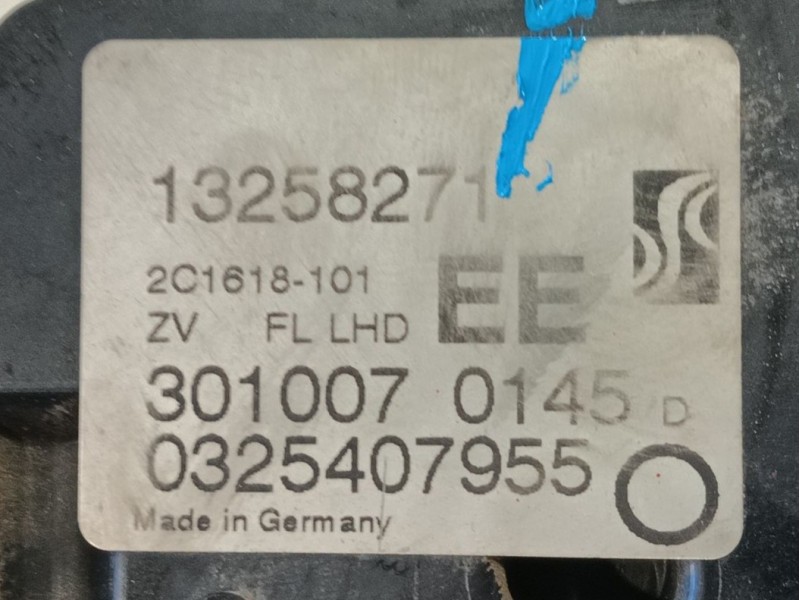 13258271
2C1618-101
EE
ZV FL LHD
301007 0145 D
0325407955
Made in Germany